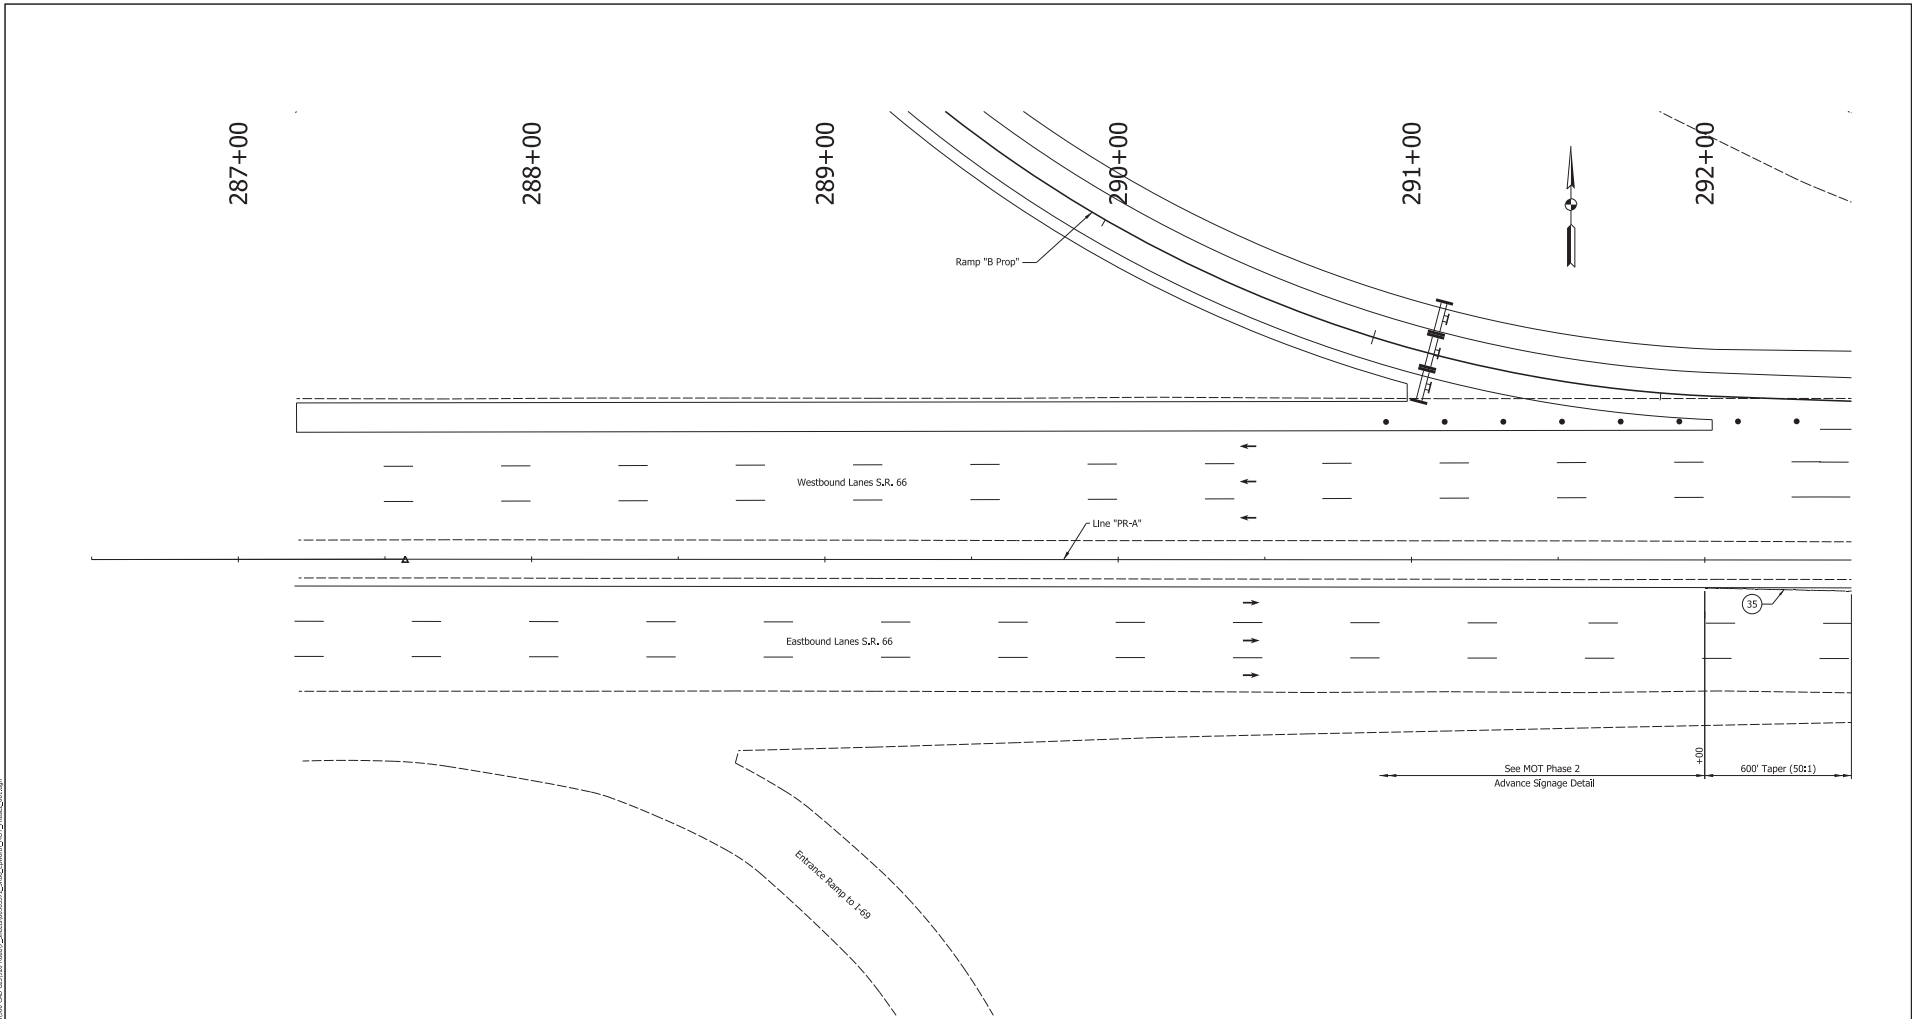 287+00
288+00
289+00
290+00
291+00
292+00
Ramp "B Prop"
Westbound Lanes S.R. 66
Line "PR-A"
35
Eastbound Lanes S.R. 66
+00
See MOT Phase 2
Advance Signage Detail
600' Taper (50:1)
Entrance Ramp to I-69